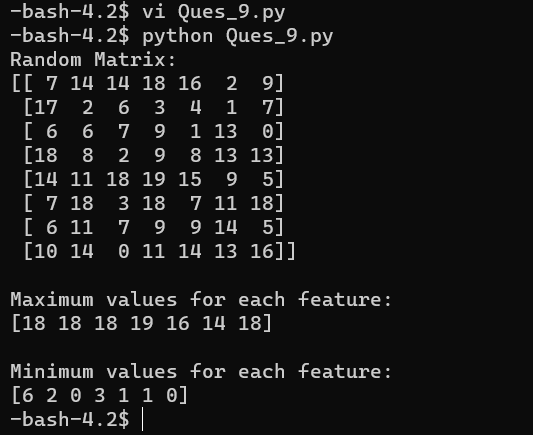 -bash-4.2$ vi Ques_9.py
-bash-4.2$ python Ques_9.py
Random Matrix:
[[ 7 14 14 18 16  2  9]
 [17  2  6  3  4  1  7]
 [ 6  6  7  9  1 13  0]
 [18  8  2  9  8 13 13]
 [14 11 18 19 15  9  5]
 [ 7 18  3 18  7 11 18]
 [ 6 11  7  9  9 14  5]
 [10 14  0 11 14 13 16]]
Maximum values for each feature:
[18 18 18 19 16 14 18]
Minimum values for each feature:
[6 2 0 3 1 1 0]
-bash-4.2$